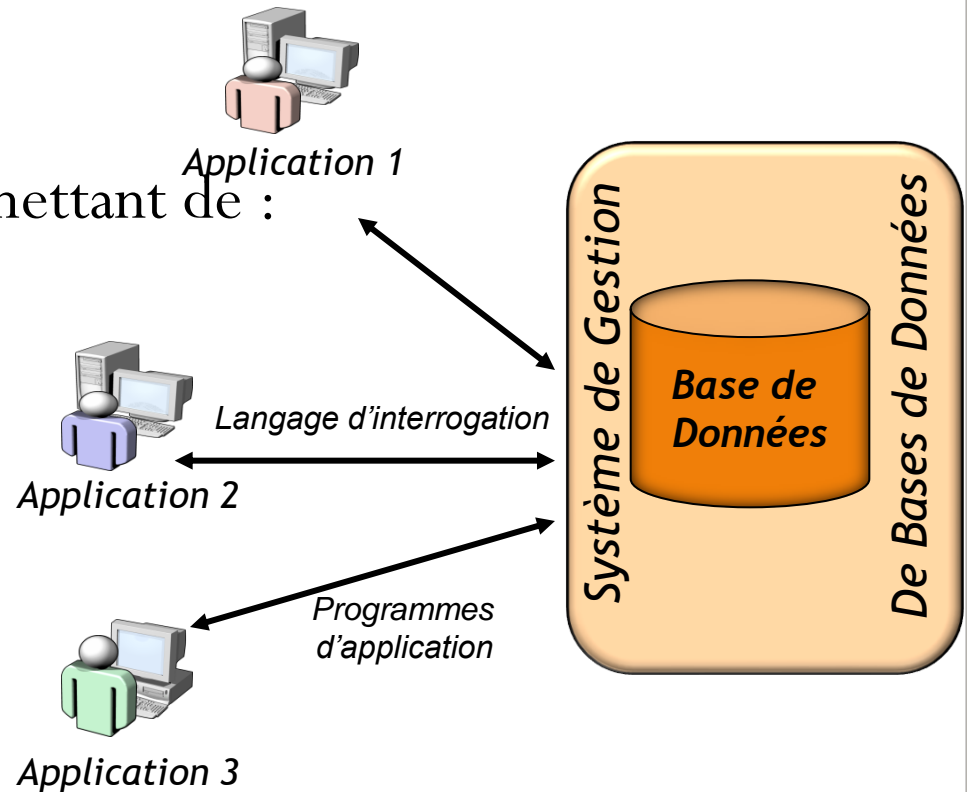 Application 1
mettant de :
Système de Gestion
De Bases de Données
Base de
Données
Langage d’interrogation
Application 2
Programmes
d’application
Application 3